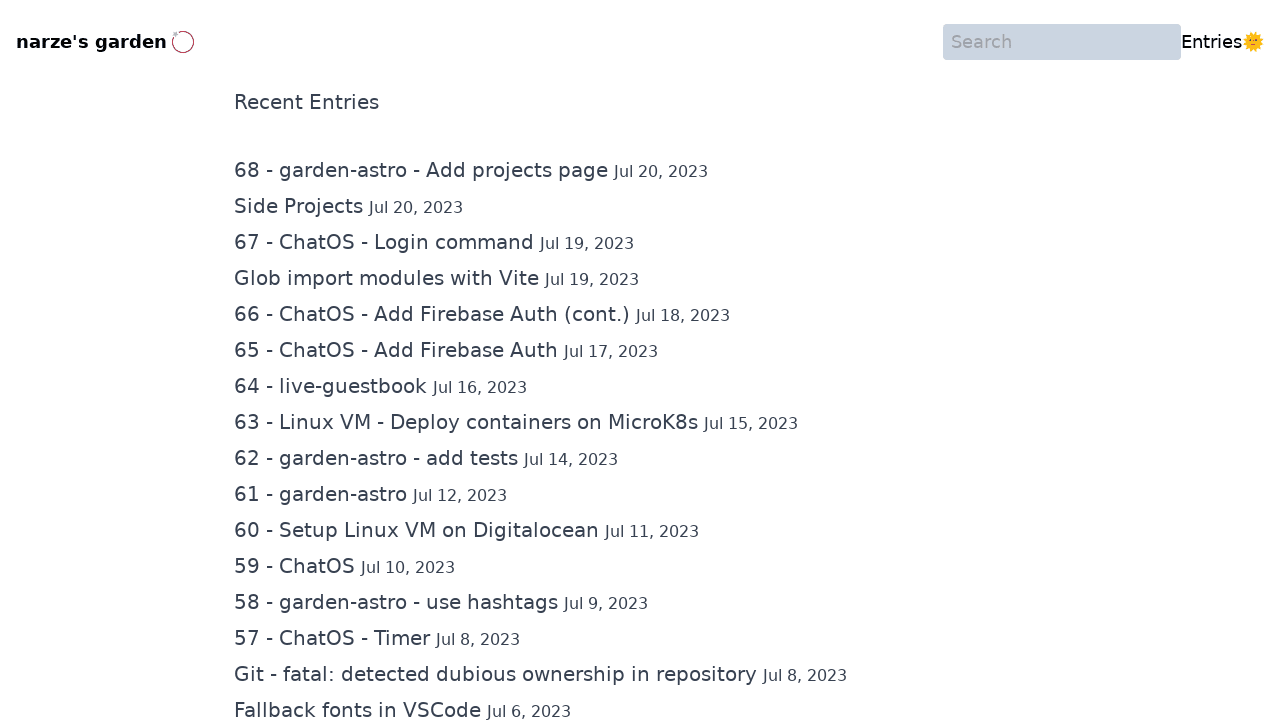 narze's garden
Search
Entries🌞
Recent Entries
68 - garden-astro - Add projects page Jul 20, 2023
Side Projects Jul 20, 2023
67 - ChatOS - Login command Jul 19, 2023
Glob import modules with Vite Jul 19, 2023
66 - ChatOS - Add Firebase Auth (cont.) Jul 18, 2023
65 - ChatOS - Add Firebase Auth Jul 17, 2023
64 - live-guestbook Jul 16, 2023
63 - Linux VM - Deploy containers on MicroK8s Jul 15, 2023
62 - garden-astro - add tests Jul 14, 2023
61 - garden-astro Jul 12, 2023
60 - Setup Linux VM on Digitalocean Jul 11, 2023
59 - ChatOS Jul 10, 2023
58 - garden-astro - use hashtags Jul 9, 2023
57 - ChatOS - Timer Jul 8, 2023
Git - fatal: detected dubious ownership in repository Jul 8, 2023
Fallback fonts in VSCode Jul 6, 2023